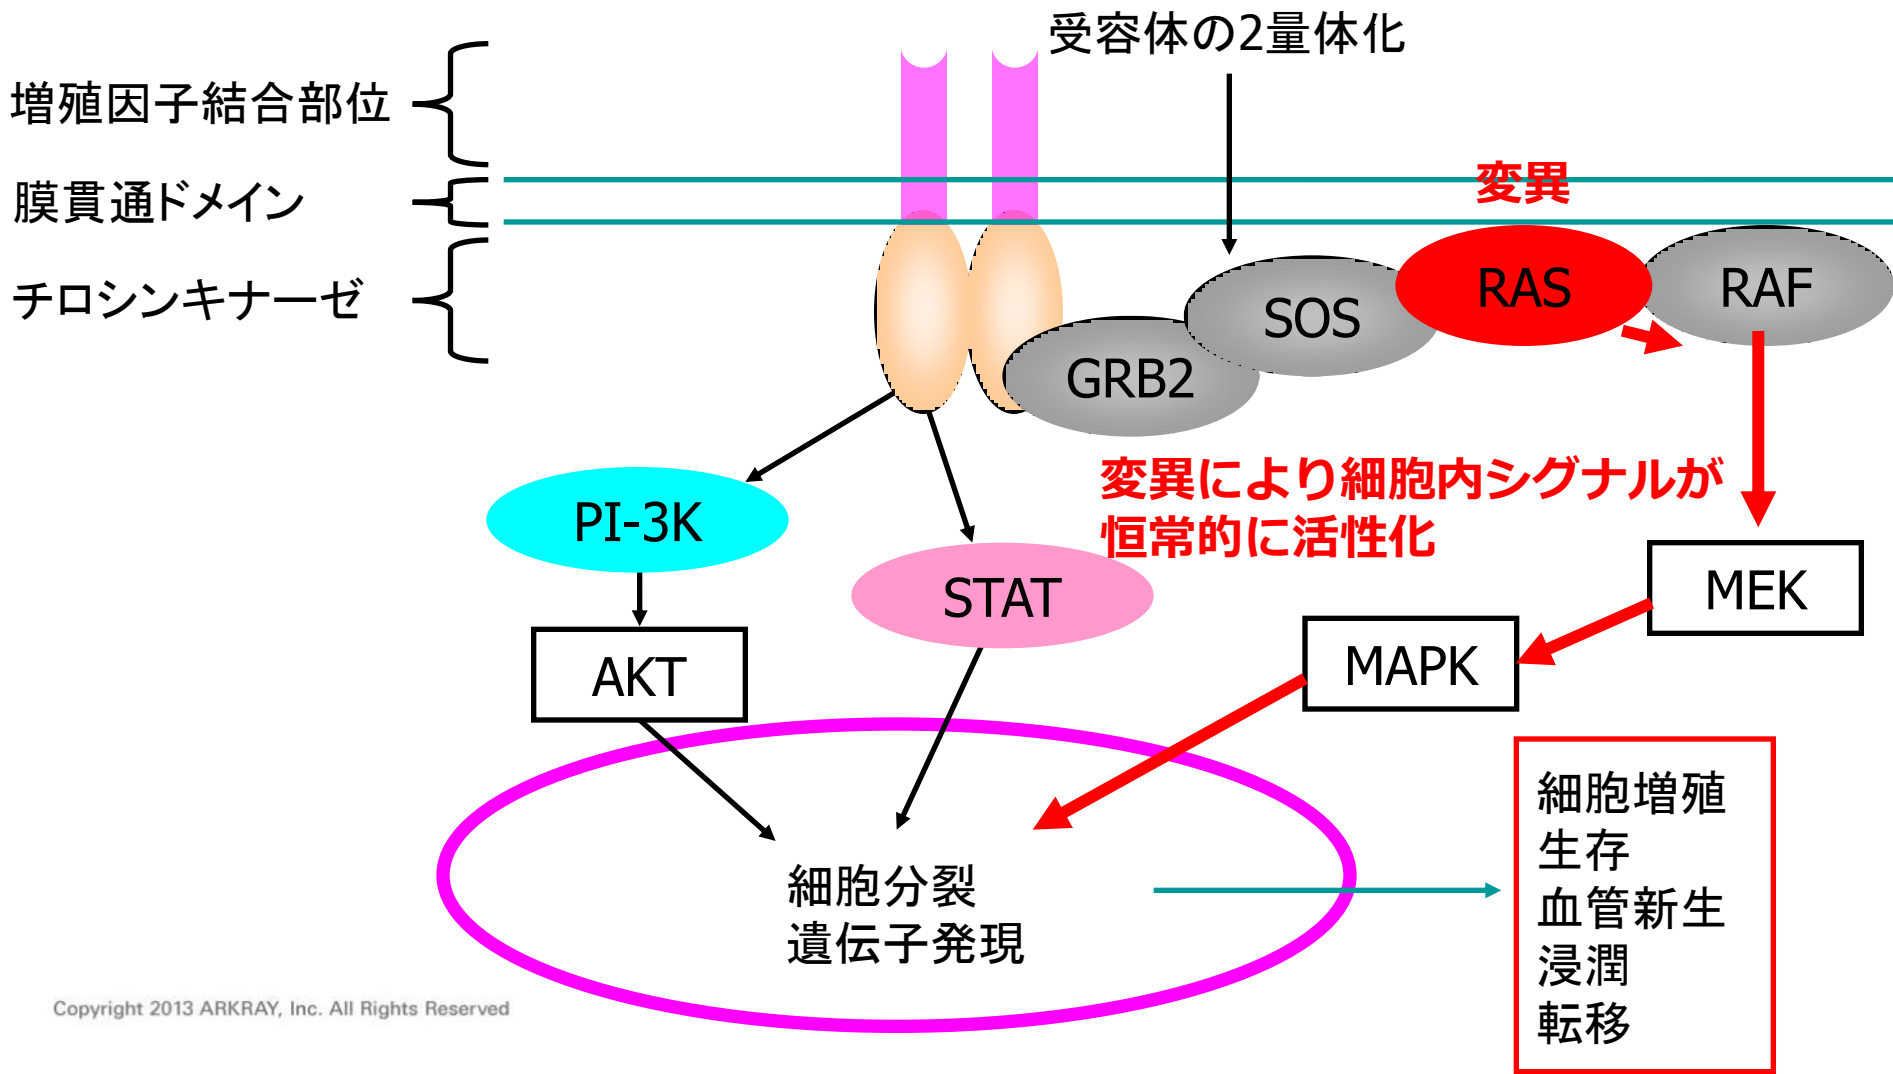 受容体の2量体化
増殖因子結合部位
膜貫通ドメイン
変異
チロシンキナーゼ
RAS
RAF
SOS
GRB2
変異により細胞内シグナルが
恒常的に活性化
PI-3K
STAT
MEK
AKT
MAPK
細胞増殖
生存
血管新生
浸潤
転移
細胞分裂
遺伝子発現
Copyright 2013 ARKRAY, Inc. All Rights Reserved